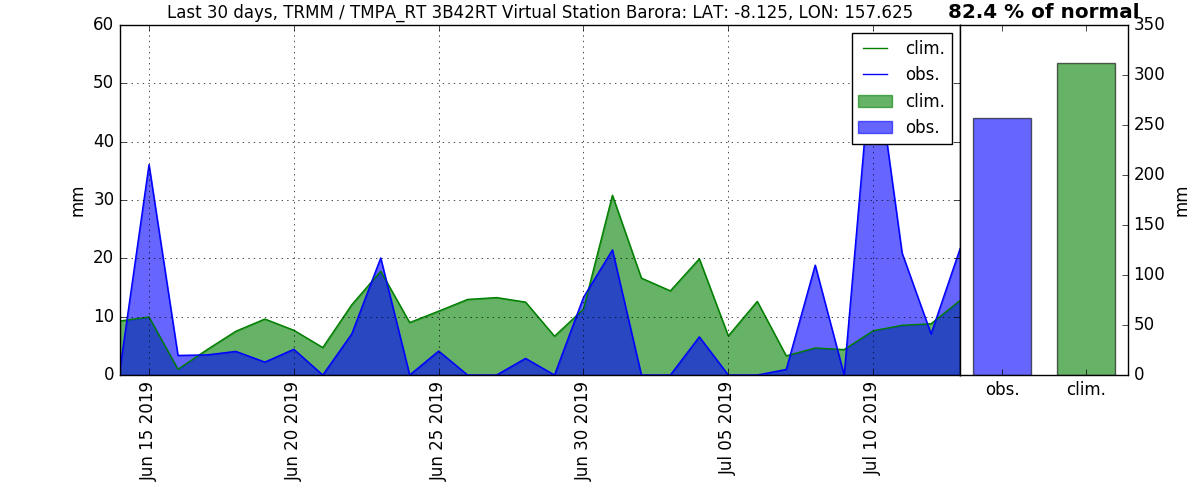 Last 30 days, TRMM / TMPA_RT 3B42RT Virtual Station Barora: LAT: -8.125, LON: 157.625
82.4 % of normal
60
50
40
30
20
10
0
mm
clim.
obs.
clim.
obs.
350
300
250
200
150
100
50
0
mm
Jun 15 2019
Jun 20 2019
Jun 25 2019
Jun 30 2019
Jul 05 2019
Jul 10 2019
obs.
clim.